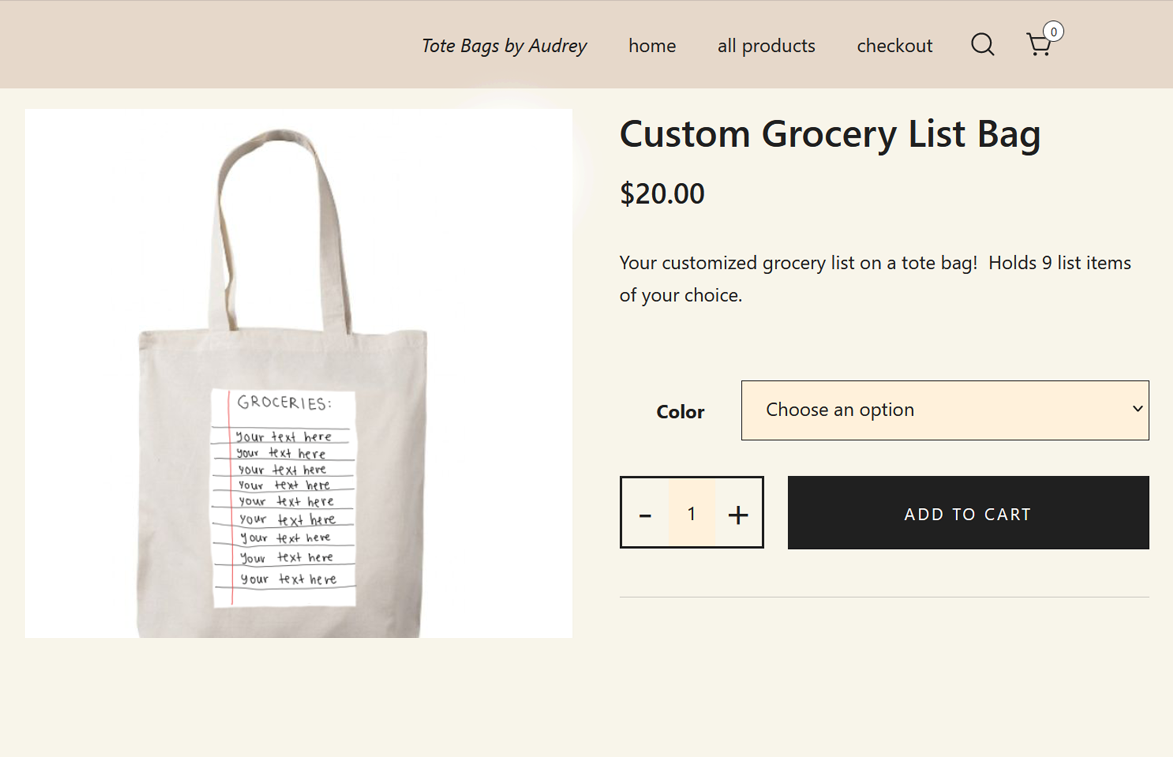 Tote Bags by Audrey home all products checkout 0
Custom Grocery List Bag
$20.00
Your customized grocery list on a tote bag!  Holds 9 list items
of your choice.
Color Choose an option
- 1 + ADD TO CART
GROCERIES:
your text here
your text here
your text here
your text here
your text here
your text here
your text here
your text here
your text here